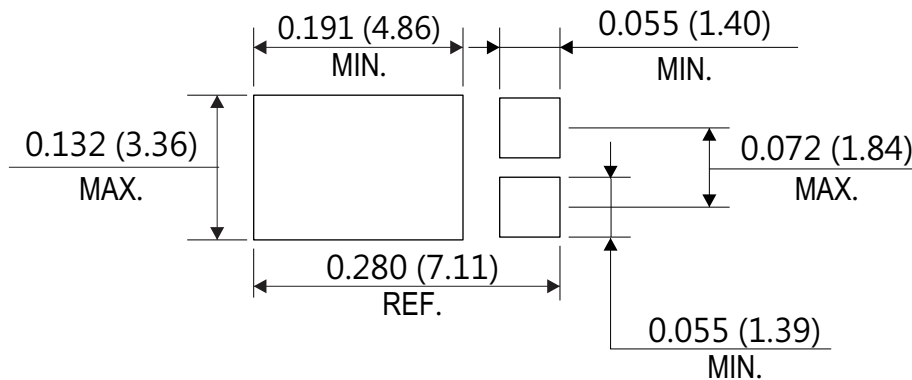 0.191 (4.86)
MIN.
0.055 (1.40)
MIN.
0.132 (3.36)
MAX.
0.072 (1.84)
MAX.
0.280 (7.11)
REF.
0.055 (1.39)
MIN.